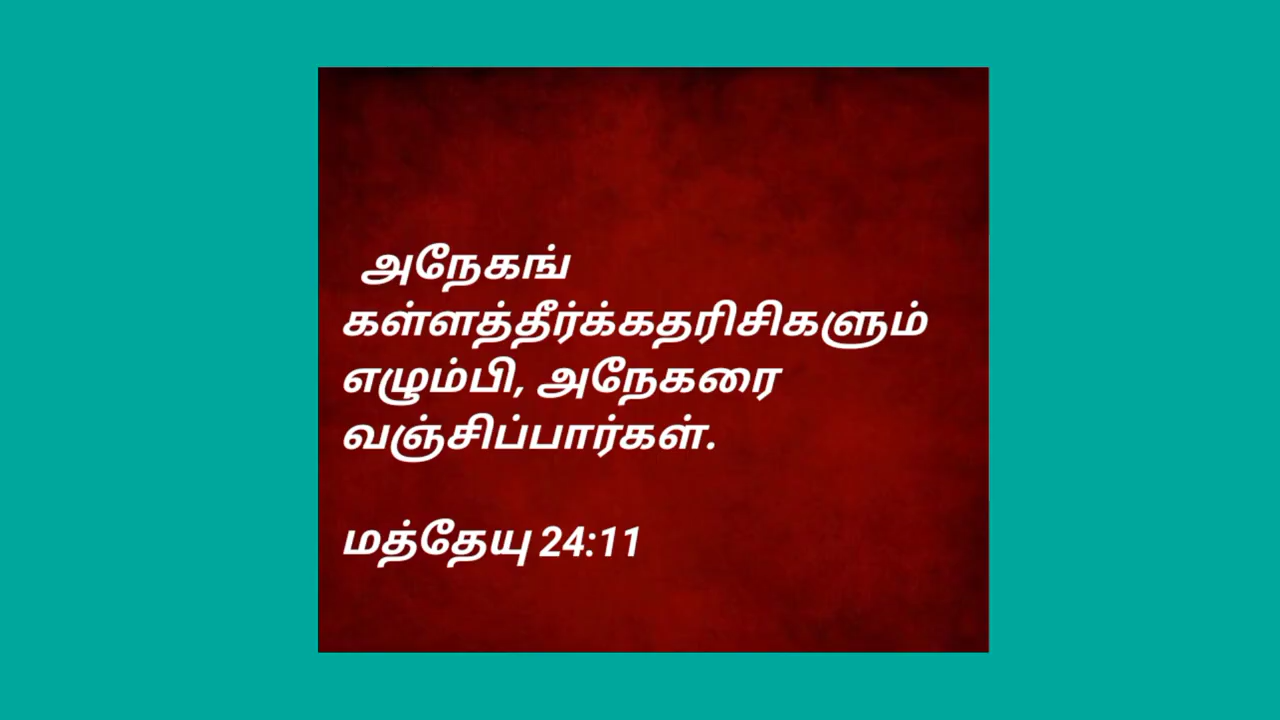 அநேகங்
கள்ளத்தீர்க்கதரிசிகளும்
எழும்பி, அநேகரை
வஞ்சிப்பார்கள்.
மத்தேயு 24:11